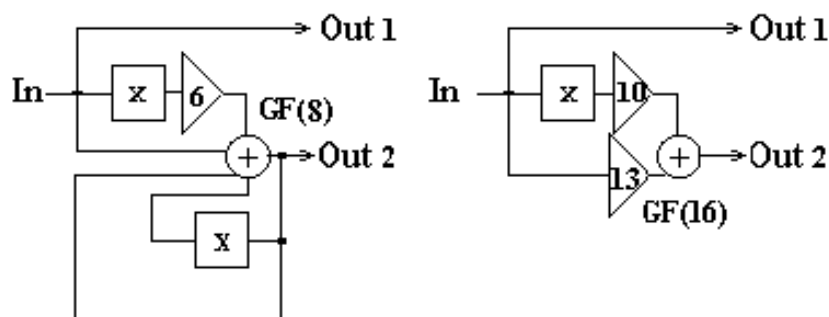 Out 1
In
x
6
GF(8)
+
Out 2
x
Out 1
In
x
10
+
Out 2
13
GF(16)